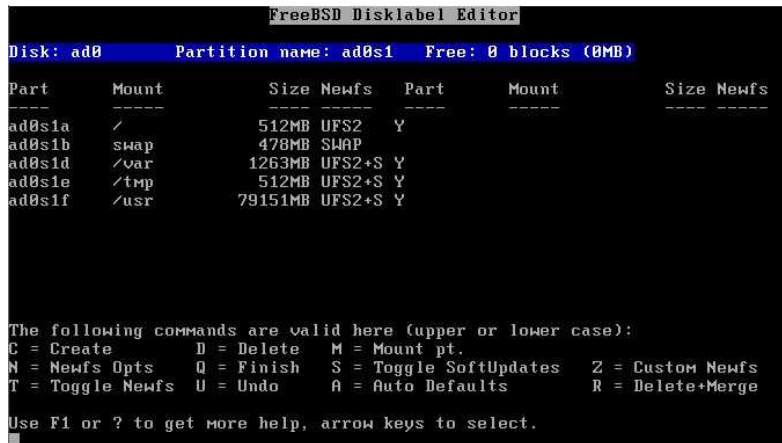 FreeBSD Disklabel Editor
Disk: ad0 Partition name: ad0s1 Free: 0 blocks (0MB)
Part Mount Size Newfs Part Mount Size Newfs
---- ----- ---- ----- ---- ----- ---- -----
ad0s1a / 512MB UFS2 Y
ad0s1b swap 478MB SWAP
ad0s1d /var 1263MB UFS2+S Y
ad0s1e /tmp 512MB UFS2+S Y
ad0s1f /usr 79151MB UFS2+S Y
The following commands are valid here (upper or lower case):
C = Create D = Delete M = Mount pt.
N = Newfs Opts Q = Finish S = Toggle SoftUpdates Z = Custom Newfs
T = Toggle Newfs U = Undo A = Auto Defaults R = Delete+Merge
Use F1 or ? to get more help, arrow keys to select.